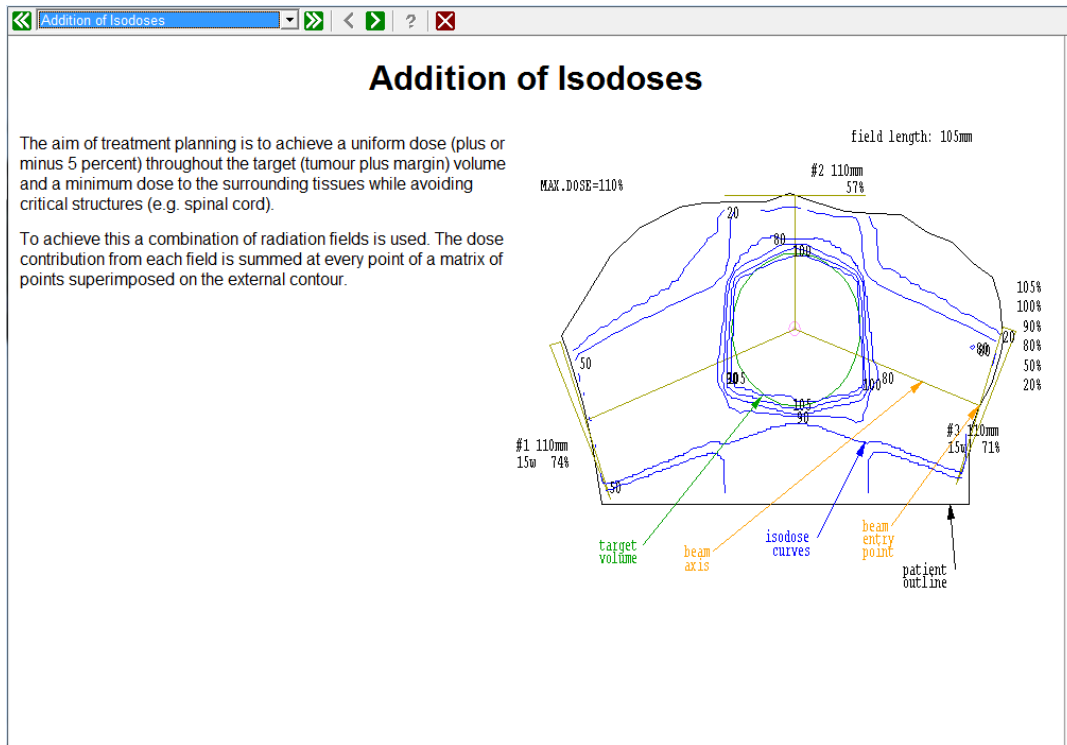 Addition of Isodoses
Addition of Isodoses
The aim of treatment planning is to achieve a uniform dose (plus or
minus 5 percent) throughout the target (tumour plus margin) volume
and a minimum dose to the surrounding tissues while avoiding
critical structures (e.g. spinal cord).
To achieve this a combination of radiation fields is used. The dose
contribution from each field is summed at every point of a matrix of
points superimposed on the external contour.
field length: 105mm
#2 110mm
57%
MAX.DOSE=110%
20
80
100
105%
100%
90%
80%
50%
20%
20
80
50
105
100
80
105
90
50
#1 110mm
15w 74%
#3 110mm
15w 71%
target
volume
beam
axis
isodose
curves
beam
entry
point
patient
outline